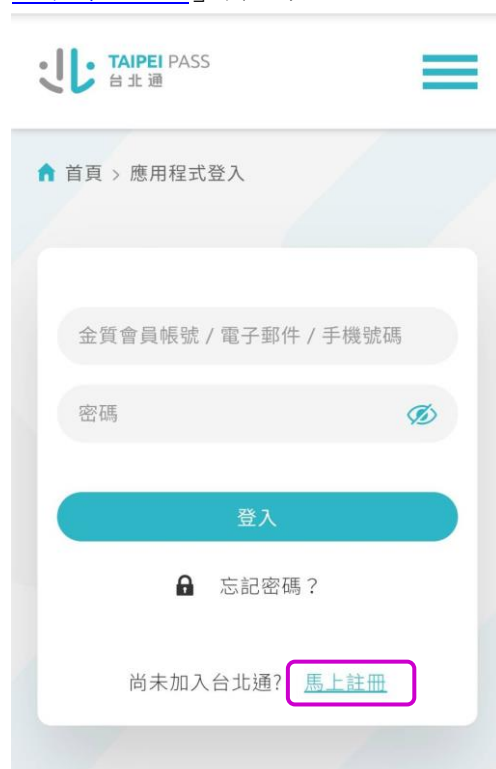 TAIPEI PASS
台北通
首頁 > 應用程式登入
金質會員帳號 / 電子郵件 / 手機號碼
密碼
登入
忘記密碼？
尚未加入台北通? 馬上註冊